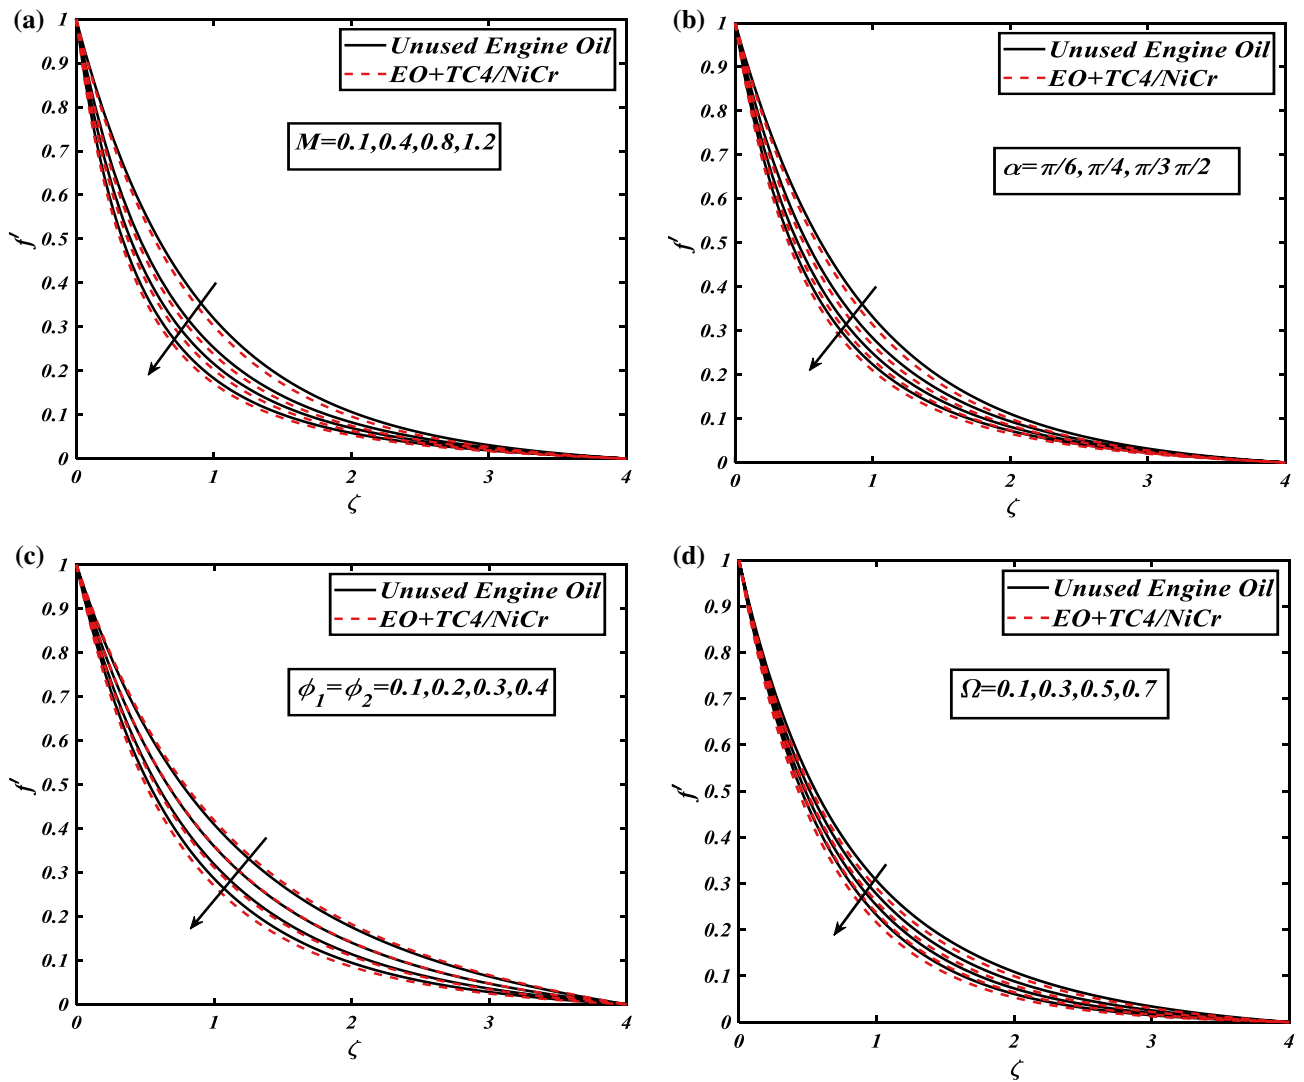 (a)
1
0.9
0.8
0.7
0.6
0.5
0.4
0.3
0.2
0.1
0
f'
Unused Engine Oil
EO+TC4/NiCr
M=0.1,0.4,0.8,1.2
0 1 2 3 4
ζ
(b)
1
0.9
0.8
0.7
0.6
0.5
0.4
0.3
0.2
0.1
0
f'
Unused Engine Oil
EO+TC4/NiCr
α=π/6, π/4, π/3 π/2
0 1 2 3 4
ζ
(c)
1
0.9
0.8
0.7
0.6
0.5
0.4
0.3
0.2
0.1
0
f'
Unused Engine Oil
EO+TC4/NiCr
ϕ₁=ϕ₂=0.1,0.2,0.3,0.4
0 1 2 3 4
ζ
(d)
1
0.9
0.8
0.7
0.6
0.5
0.4
0.3
0.2
0.1
0
f'
Unused Engine Oil
EO+TC4/NiCr
Ω=0.1,0.3,0.5,0.7
0 1 2 3 4
ζ